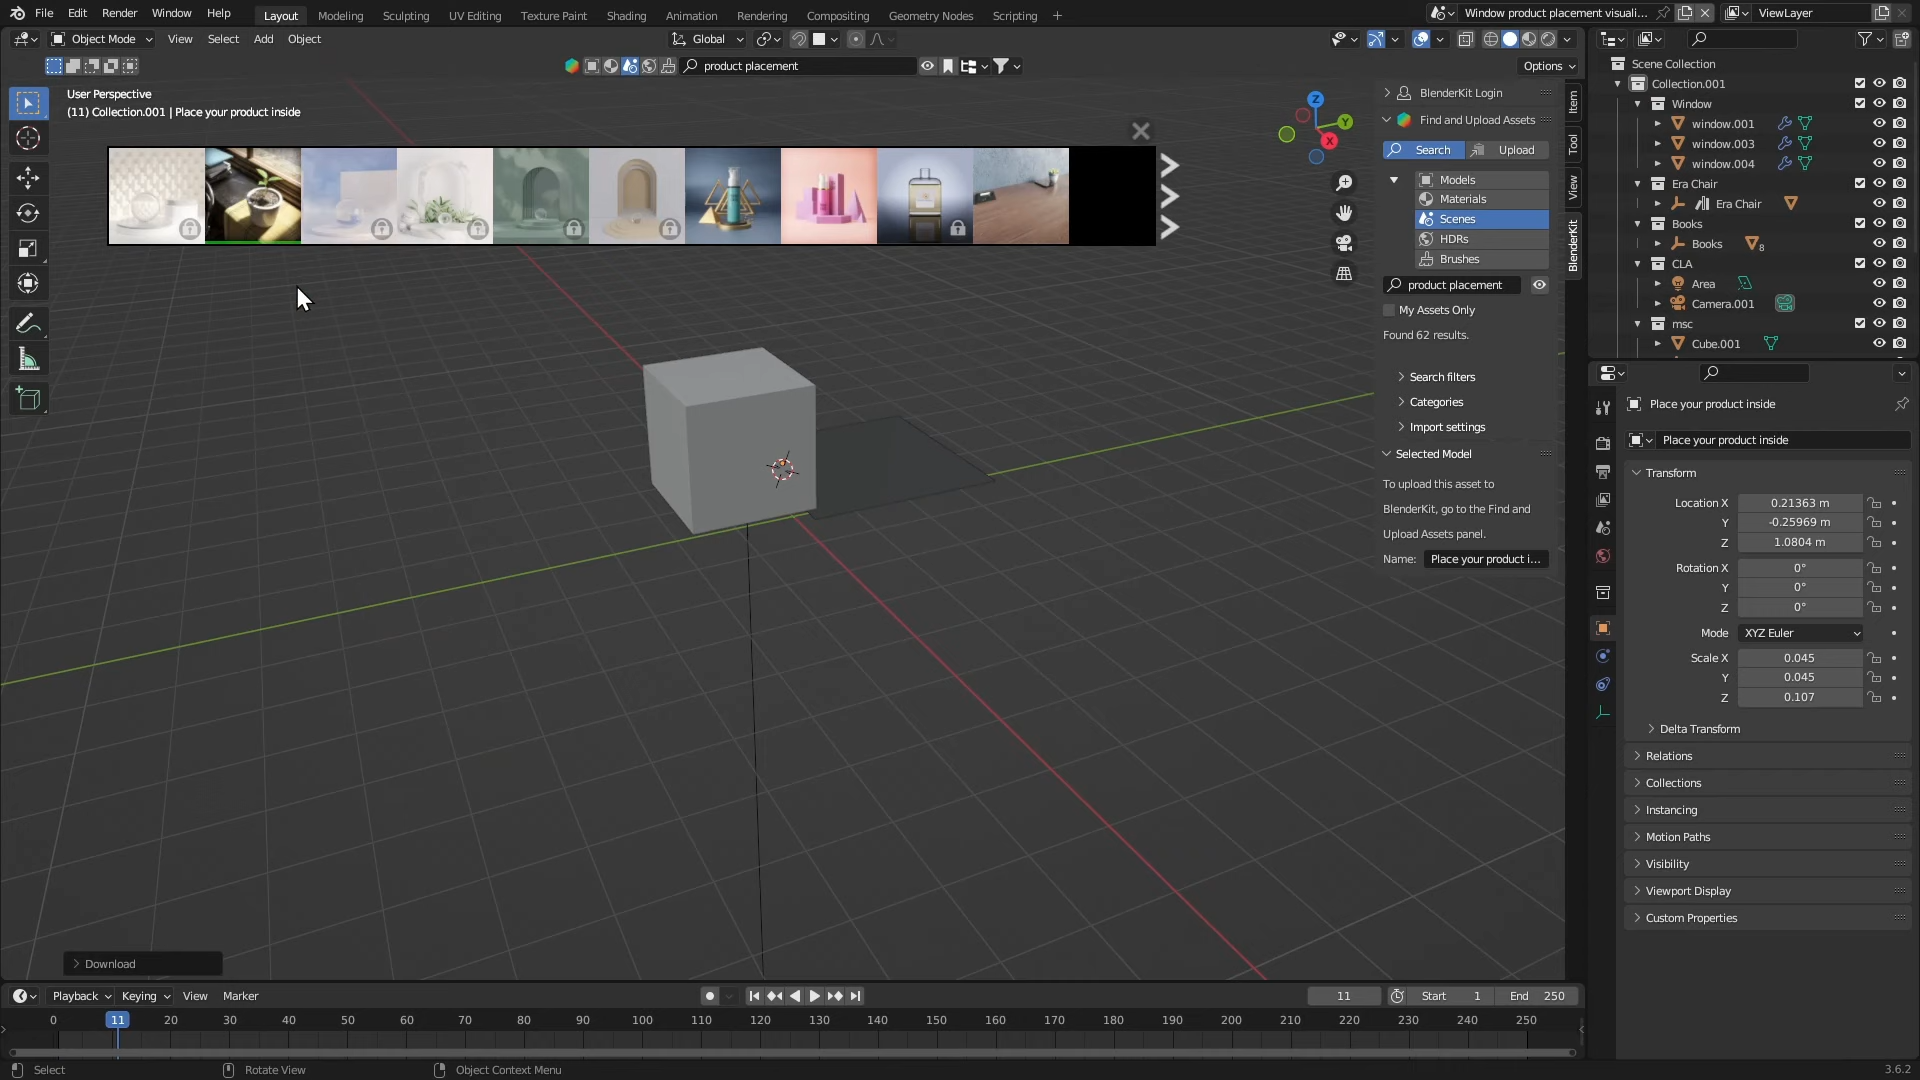 File Edit Render Window Help Layout Modeling Sculpting UV Editing Texture Paint Shading Animation Rendering Compositing Geometry Nodes Scripting Window product placement visuali... ViewLayer
Object Mode View Select Add Object Global
product placement Options
User Perspective
(11) Collection.001 | Place your product inside
BlenderKit Login
Find and Upload Assets
Search Upload
Models
Materials
Scenes
HDRs
Brushes
product placement
My Assets Only
Found 62 results.
Search filters
Categories
Import settings
Selected Model
To upload this asset to
BlenderKit, go to the Find and
Upload Assets panel.
Name: Place your product i...
Item
Tool
View
BlenderKit
Z
Y
X
Scene Collection
Collection.001
Window
window.001
window.003
window.004
Era Chair
Era Chair
Books
Books 8
CLA
Area
Camera.001
msc
Cube.001
Place your product inside
Place your product inside
Transform
Location X 0.21363 m
Y -0.25969 m
Z 1.0804 m
Rotation X 0°
Y 0°
Z 0°
Mode XYZ Euler
Scale X 0.045
Y 0.045
Z 0.107
Delta Transform
Relations
Collections
Instancing
Motion Paths
Visibility
Viewport Display
Custom Properties
Download
Playback Keying View Marker 11 Start 1 End 250
0 11 20 30 40 50 60 70 80 90 100 110 120 130 140 150 160 170 180 190 200 210 220 230 240 250
Select Rotate View Object Context Menu 3.6.2